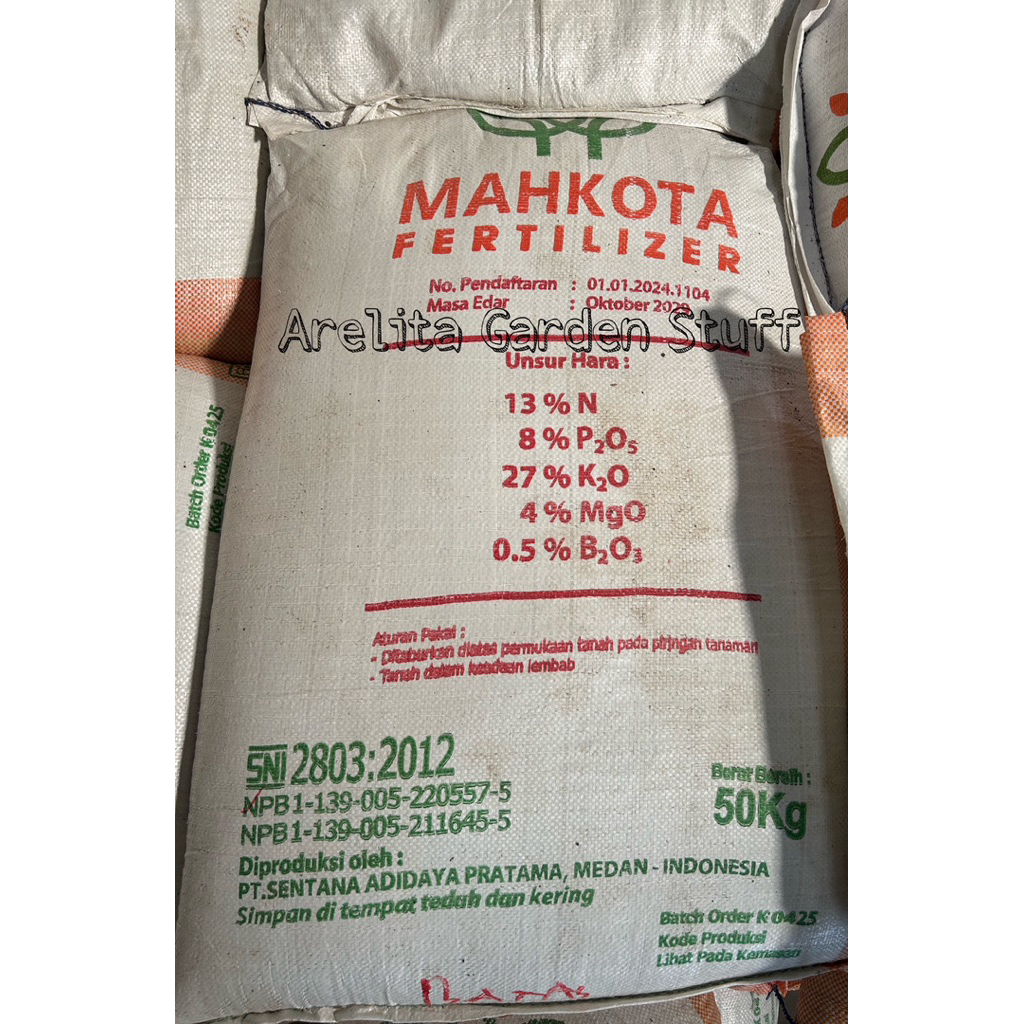 MAHKOTA
FERTILIZER
No. Pendaftaran : 01.01.2024.1104
Masa Edar : Oktober 2029
Arelita Garden Stuff
Unsur Hara :
13 % N
8 % P₂O₅
27 % K₂O
4 % MgO
0.5 % B₂O₃
Aturan Pakai :
- Ditaburkan diatas permukaan tanah pada piringan tanaman
- Tanah dalam keadaan lembab
SNI 2803:2012
NPB 1-139-005-220557-5
NPB 1-139-005-211645-5
Berat Bersih :
50Kg
Diproduksi oleh :
PT.SENTANA ADIDAYA PRATAMA, MEDAN - INDONESIA
Simpan di tempat teduh dan kering
Batch Order K 0425
Kode Produksi
Lihat Pada Kemasan
Batch Order K 0425
Kode Produksi